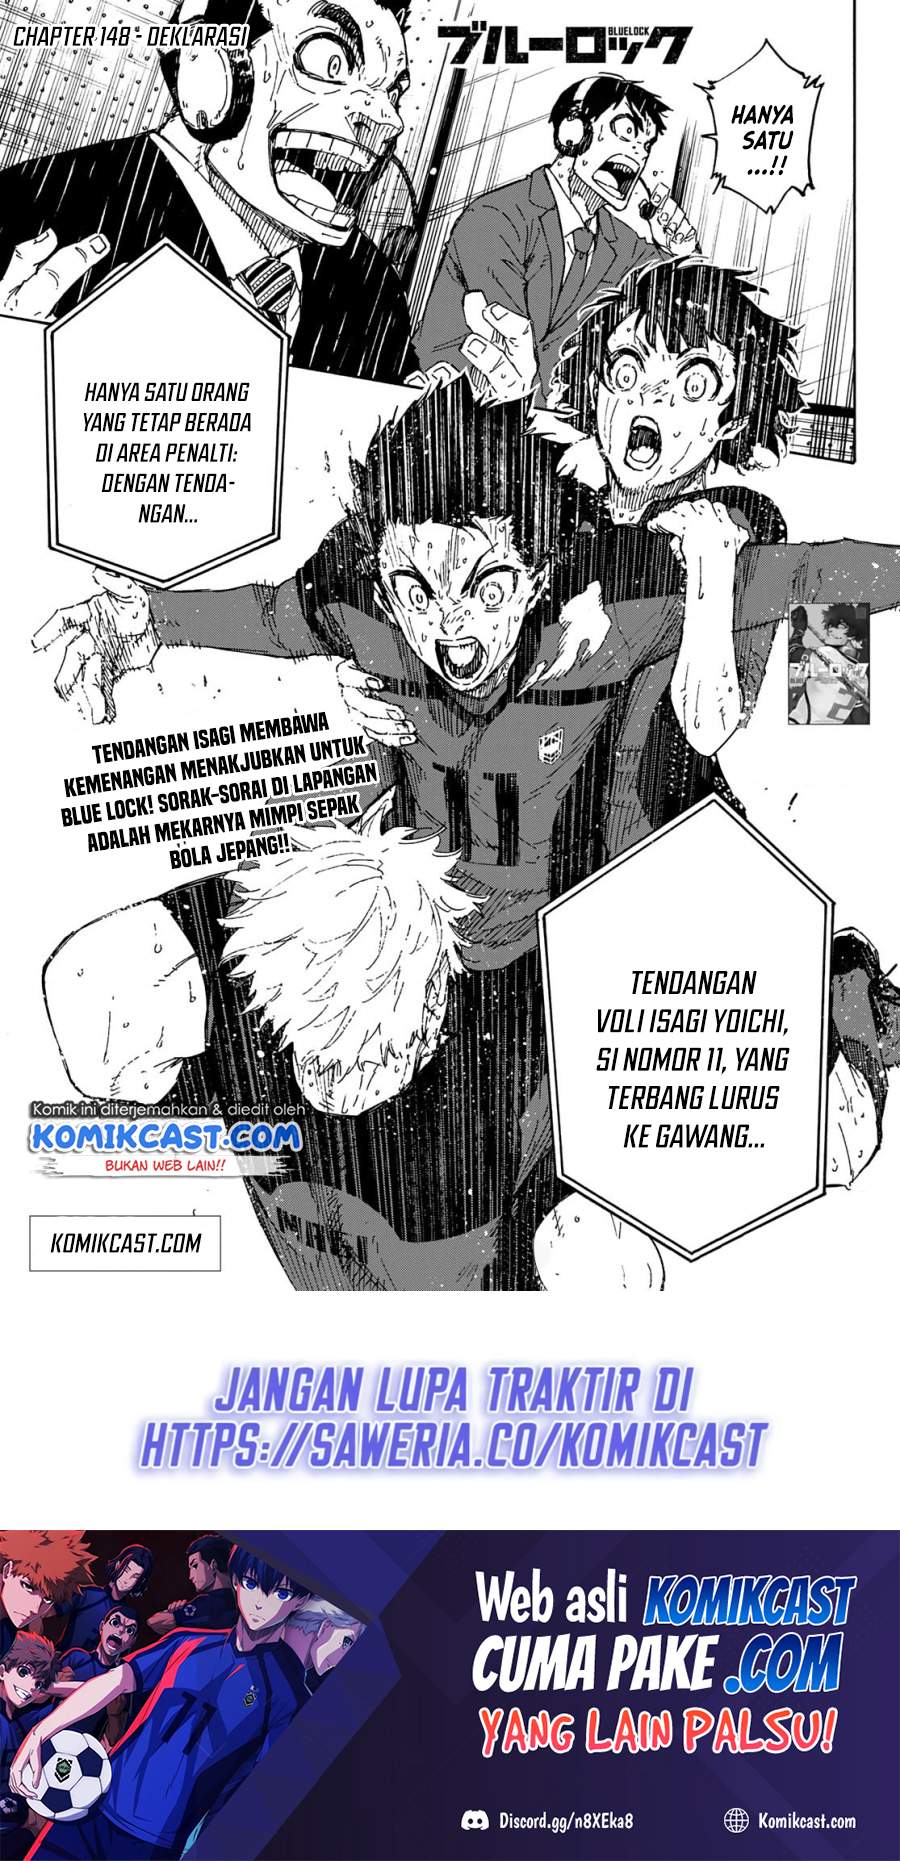 CHAPTER 148 - DEKLARASI
BLUELOCK
ブルーロック
HANYA
SATU
...!!
HANYA SATU ORANG
YANG TETAP BERADA
DI AREA PENALTI:
DENGAN TENDA-
NGAN...
TENDANGAN ISAGI MEMBAWA
KEMENANGAN MENAKJUBKAN UNTUK
BLUE LOCK! SORAK-SORAI DI LAPANGAN
ADALAH MEKARNYA MIMPI SEPAK
BOLA JEPANG!!
11
TENDANGAN
VOLI ISAGI YOICHI,
SI NOMOR 11, YANG
TERBANG LURUS
KE GAWANG...
Komik ini diterjemahkan & diedit oleh
KOMIKCAST.COM
BUKAN WEB LAIN!!
KOMIKCAST.COM
JANGAN LUPA TRAKTIR DI
HTTPS://SAWERIA.CO/KOMIKCAST
Web asli KOMIKCAST
CUMA PAKE .COM
YANG LAIN PALSU!
Discord.gg/n8XEka8
Komikcast.com